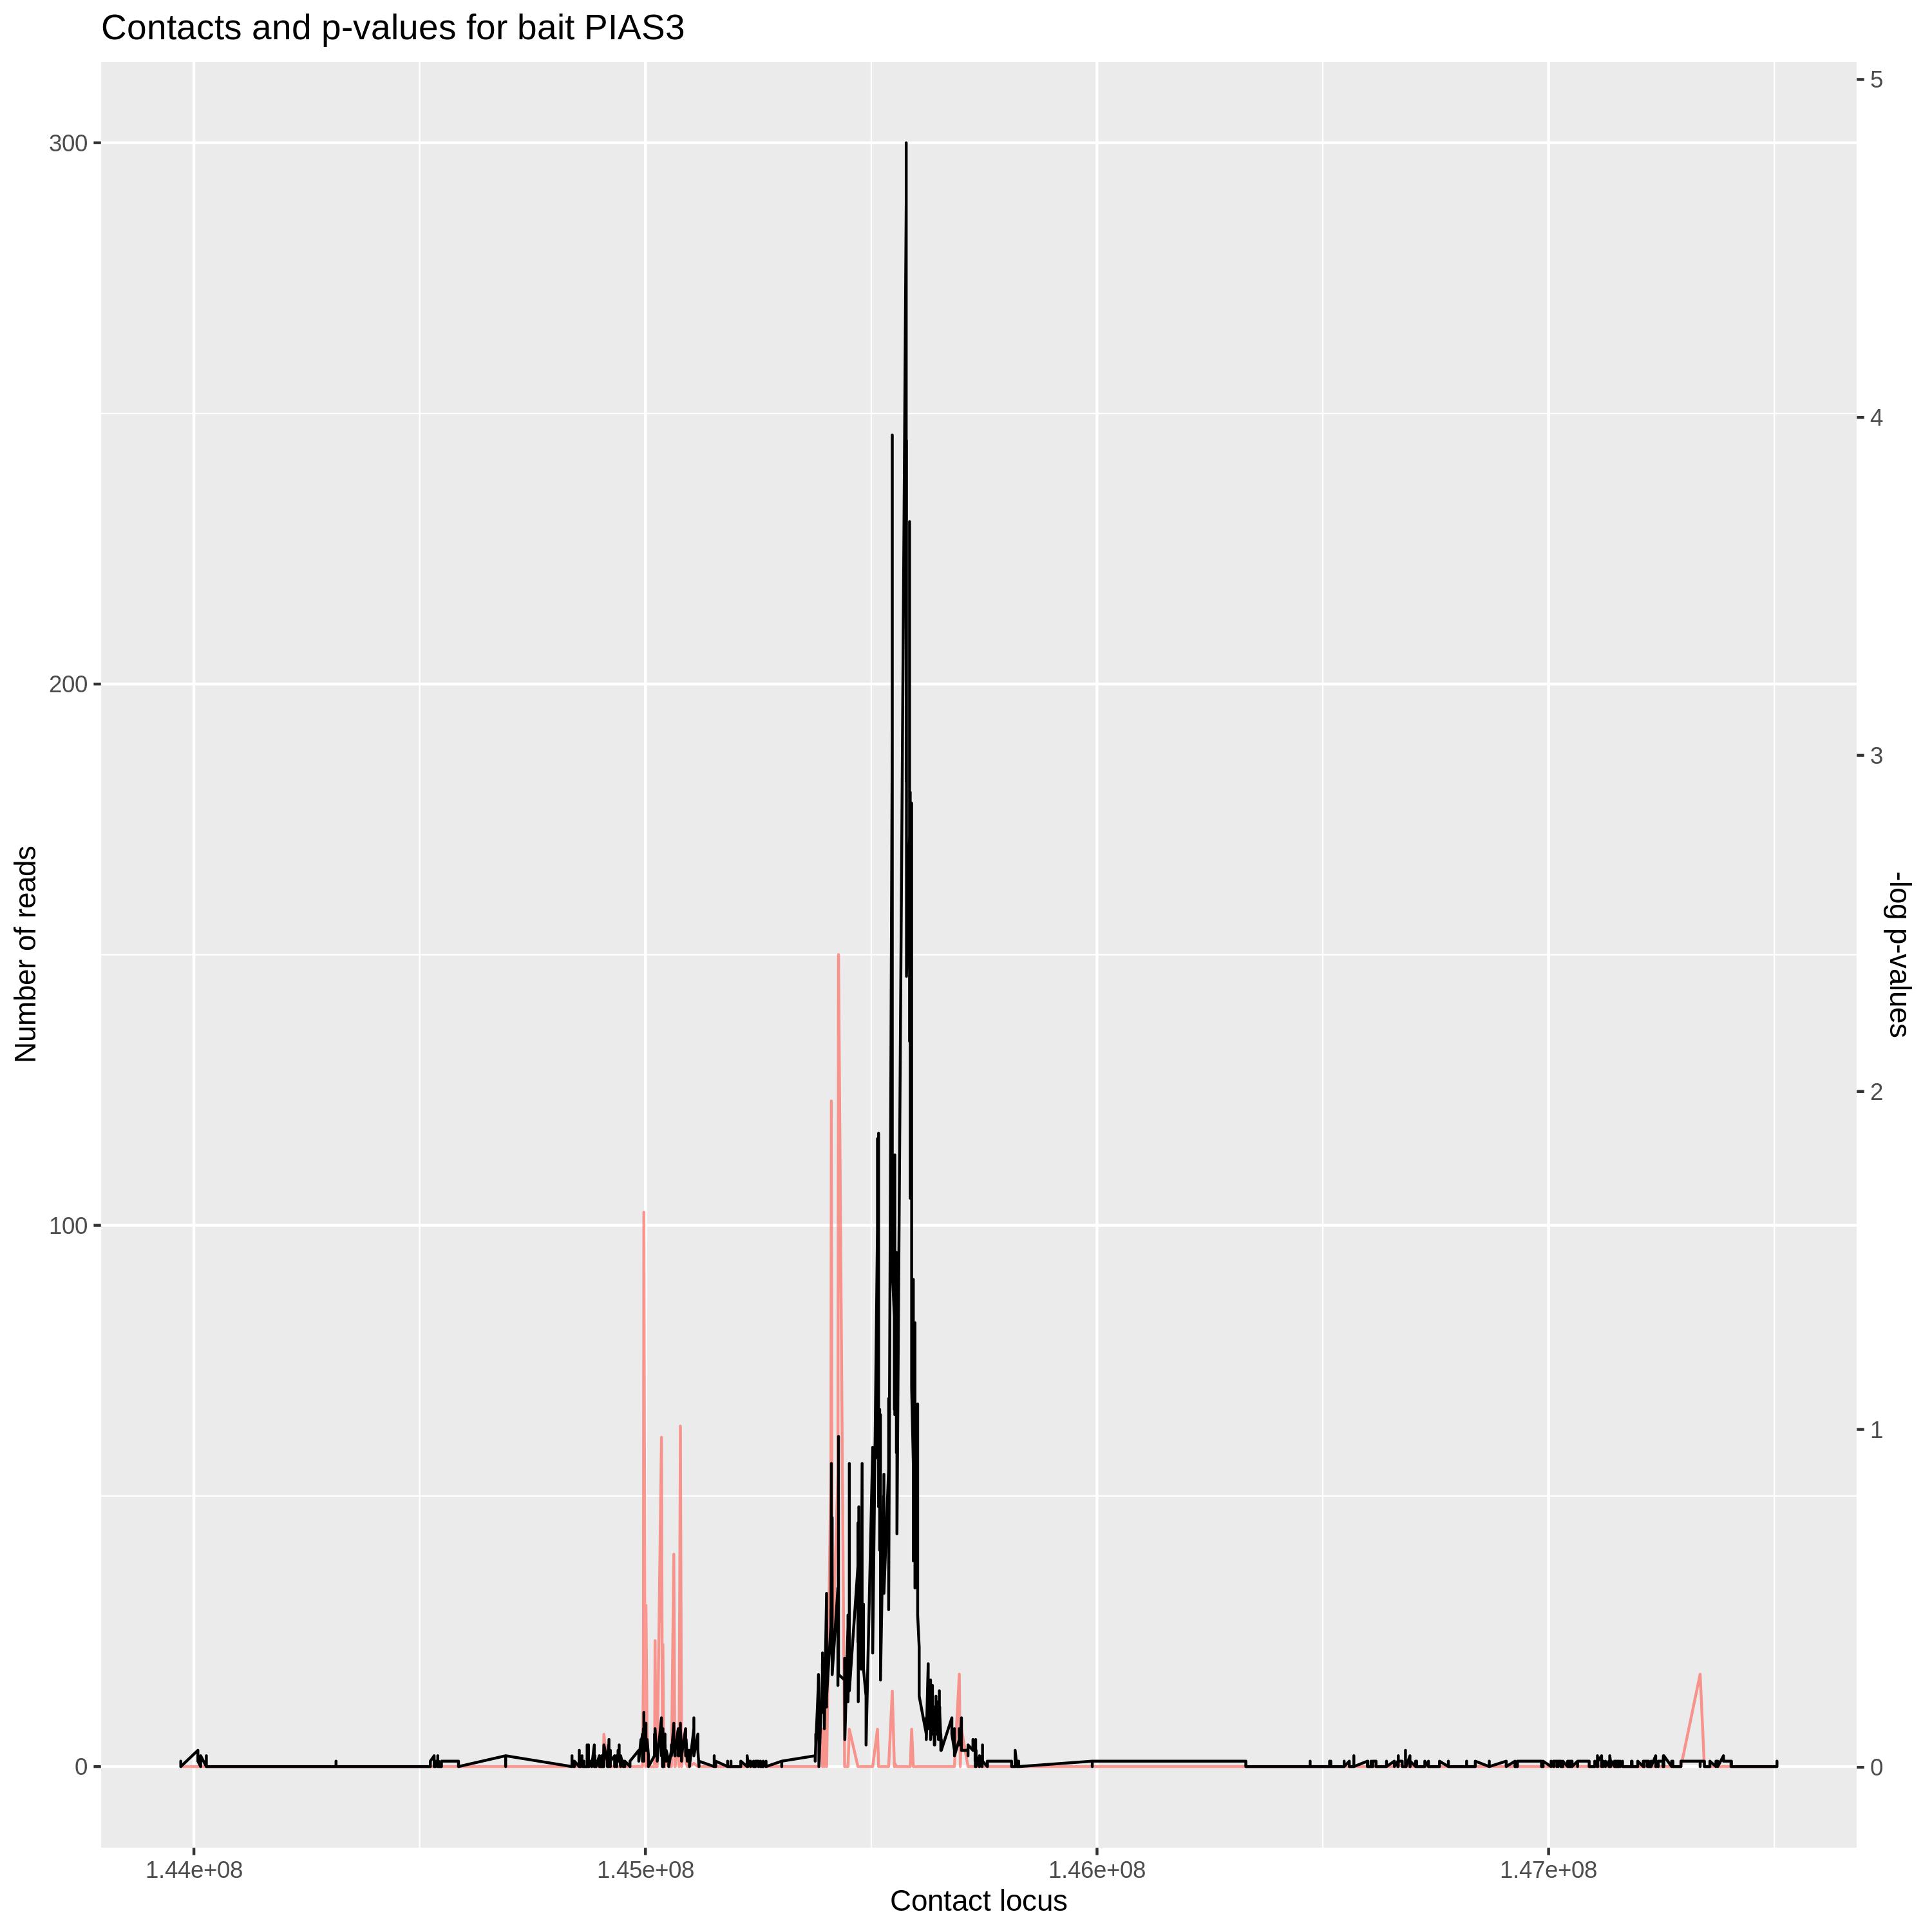 Contacts and p-values for bait PIAS3
300
200
100
0
Number of reads
5
4
3
2
1
0
-log p-values
1.44e+08
1.45e+08
1.46e+08
1.47e+08
Contact locus